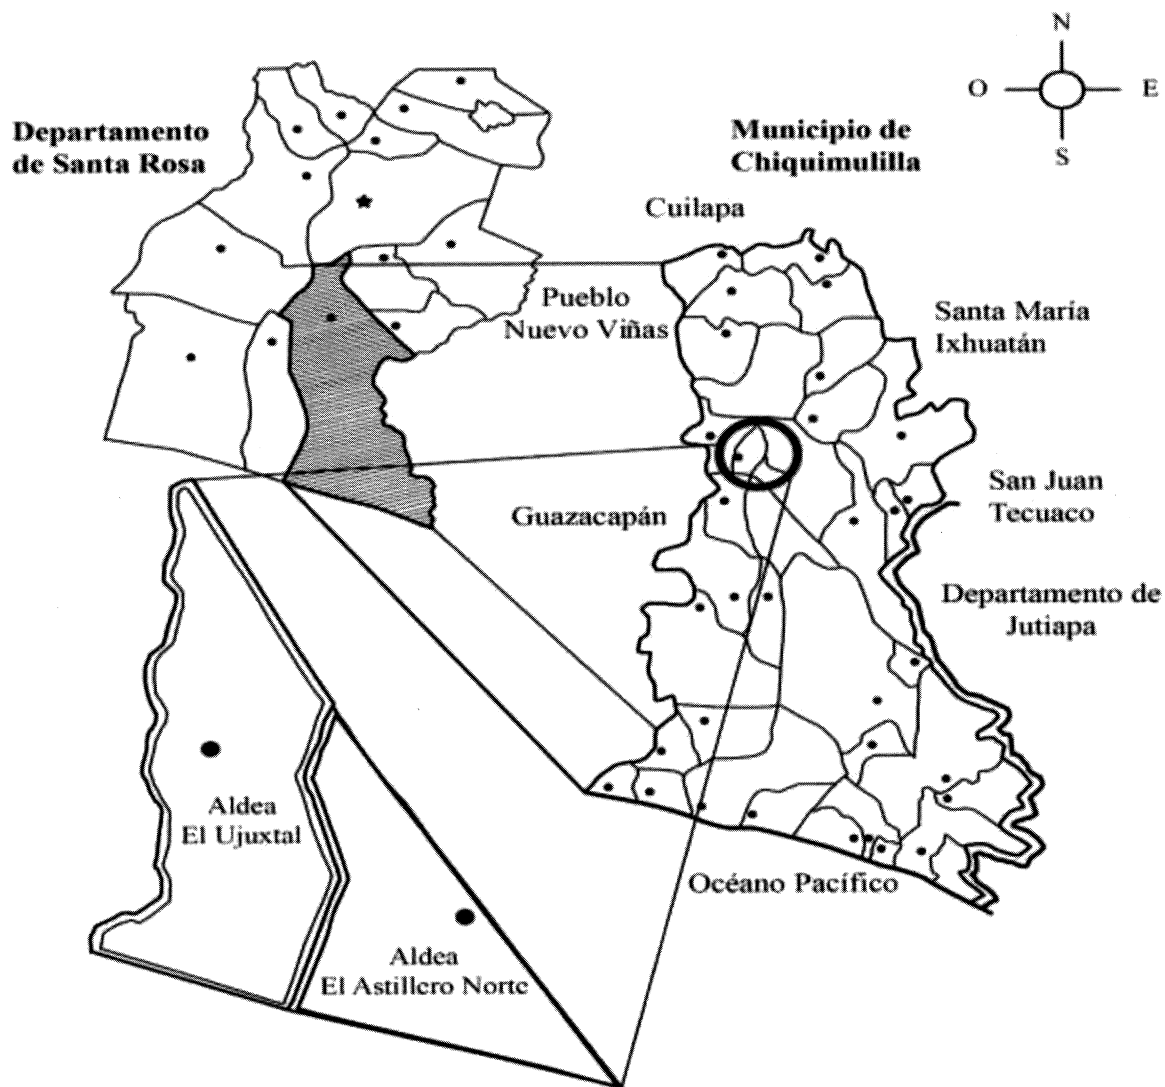 N
O
E
S
Departamento
de Santa Rosa
Municipio de
Chiquimulilla
Cuilapa
Pueblo
Nuevo Viñas
Santa María
Ixhuatán
Guazacapán
San Juan
Tecuaco
Departamento de
Jutiapa
Aldea
El Ujuxtal
Océano Pacífico
Aldea
El Astillero Norte